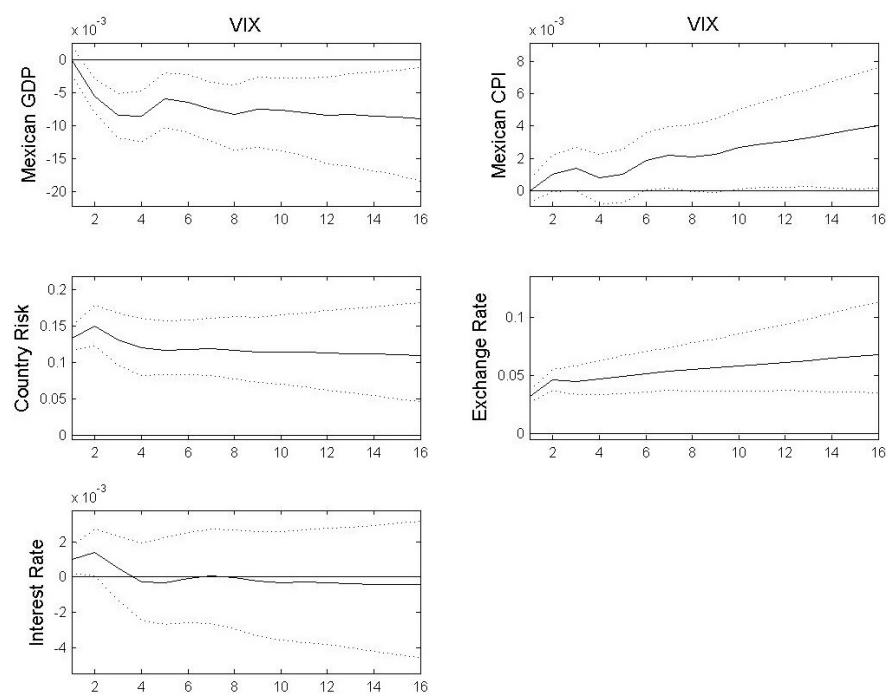 VIX
x 10-3
Mexican GDP
0
-5
-10
-15
-20
2 4 6 8 10 12 14 16
VIX
x 10-3
Mexican CPI
8
6
4
2
0
2 4 6 8 10 12 14 16
Country Risk
0.2
0.15
0.1
0.05
0
2 4 6 8 10 12 14 16
Exchange Rate
0.1
0.05
0
2 4 6 8 10 12 14 16
x 10-3
Interest Rate
2
0
-2
-4
2 4 6 8 10 12 14 16